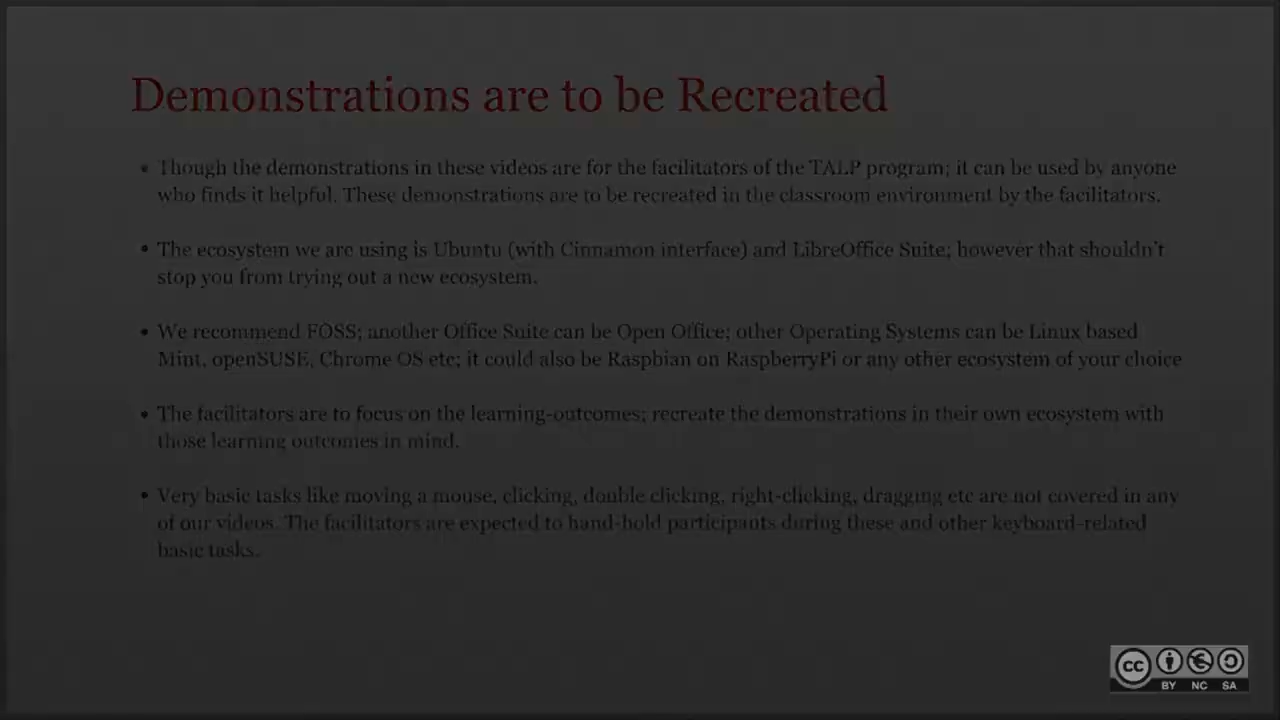 Demonstrations are to be Recreated
• Though the demonstrations in these videos are for the facilitators of the TALP program; it can be used by anyone
who finds it helpful. These demonstrations are to be recreated in the classroom environment by the facilitators.
• The ecosystem we are using is Ubuntu (with Cinnamon interface) and LibreOffice Suite; however that shouldn't
stop you from trying out a new ecosystem.
• We recommend FOSS; another Office Suite can be Open Office; other Operating Systems can be Linux based
Mint, openSUSE, Chrome OS etc; it could also be Raspbian on RaspberryPi or any other ecosystem of your choice
• The facilitators are to focus on the learning-outcomes; recreate the demonstrations in their own ecosystem with
those learning outcomes in mind.
• Very basic tasks like moving a mouse, clicking, double clicking, right-clicking, dragging etc are not covered in any
of our videos. The facilitators are expected to hand-hold participants during these and other keyboard-related
basic tasks.
cc
BY NC SA